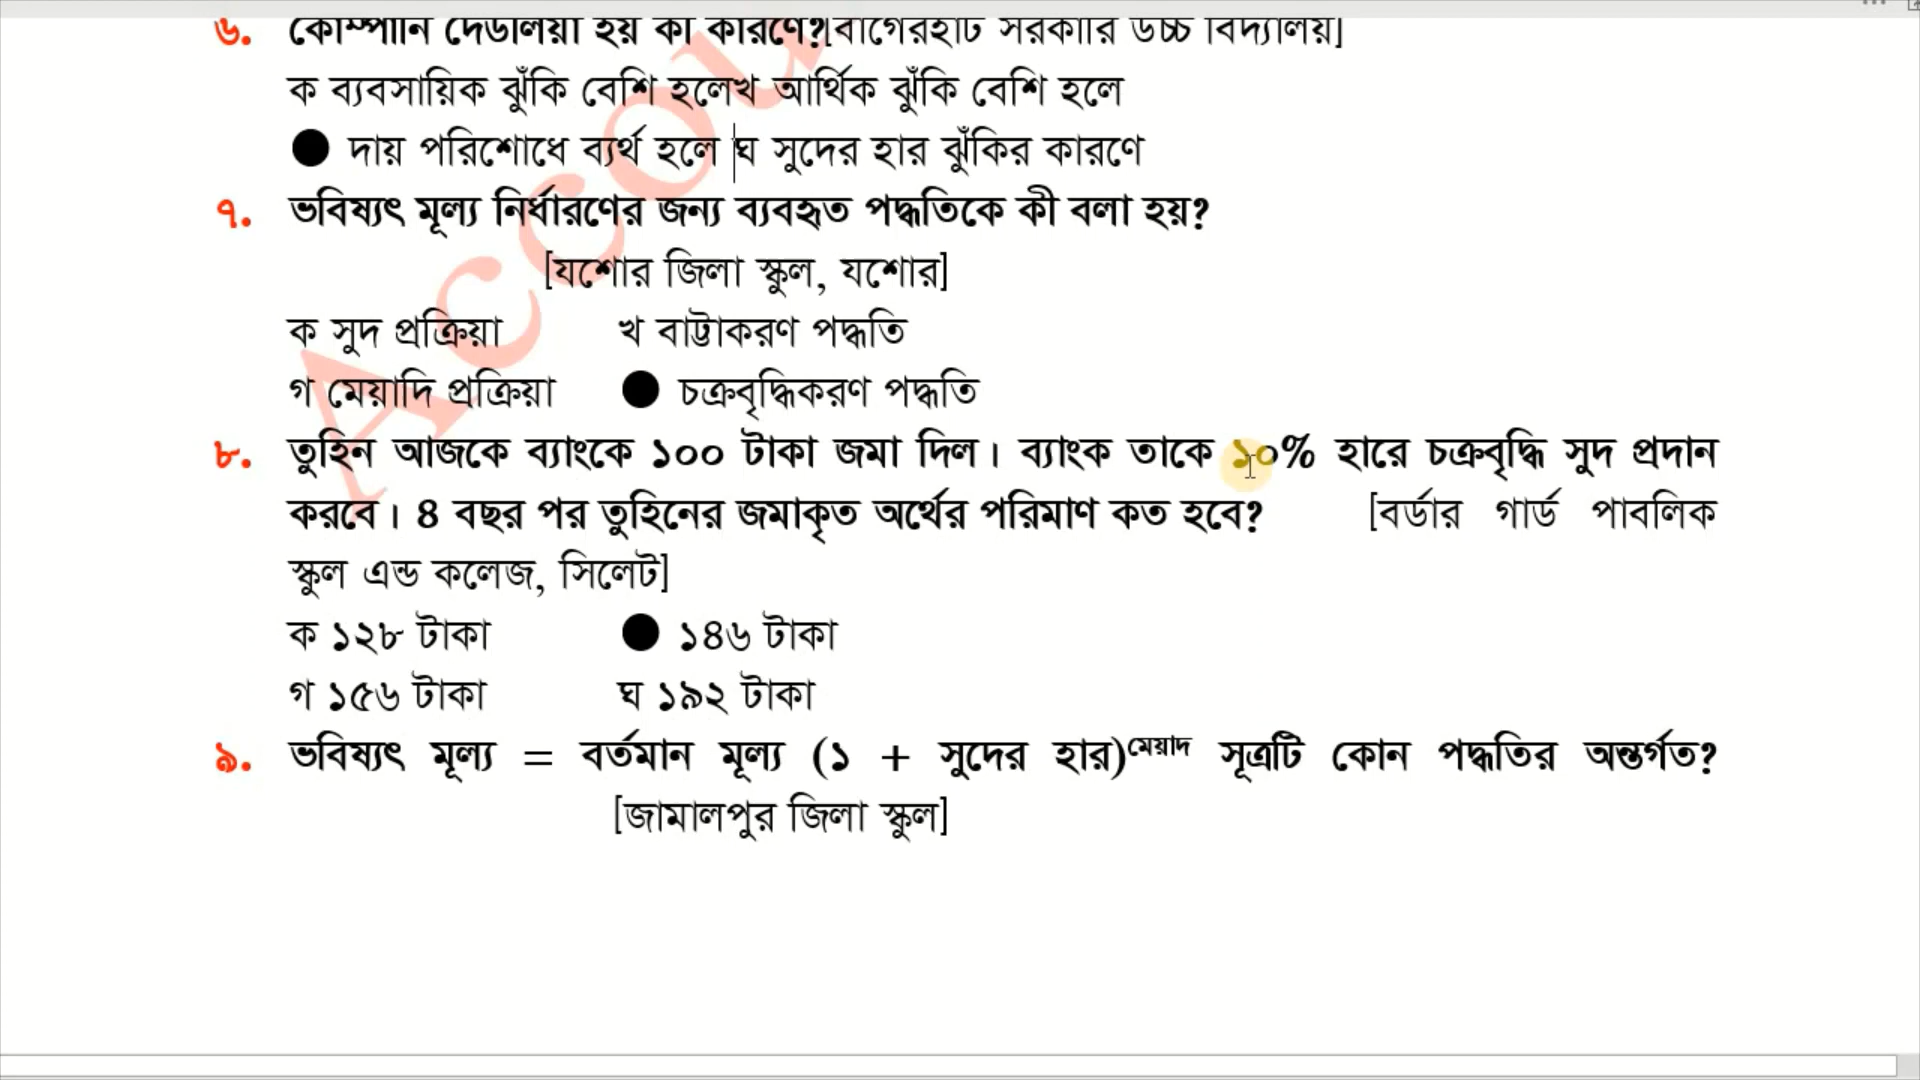 ৬. কোম্পানি দেউলিয়া হয় কী কারণে?[বাগেরহাট সরকারি উচ্চ বিদ্যালয়]
ক ব্যবসায়িক ঝুঁকি বেশি হলেখ আর্থিক ঝুঁকি বেশি হলে
● দায় পরিশোধে ব্যর্থ হলে ঘ সুদের হার ঝুঁকির কারণে
৭. ভবিষ্যৎ মূল্য নির্ধারণের জন্য ব্যবহৃত পদ্ধতিকে কী বলা হয়?
[যশোর জিলা স্কুল, যশোর]
ক সুদ প্রক্রিয়া খ বাট্টাকরণ পদ্ধতি
গ মেয়াদি প্রক্রিয়া ● চক্রবৃদ্ধিকরণ পদ্ধতি
৮. তুহিন আজকে ব্যাংকে ১০০ টাকা জমা দিল। ব্যাংক তাকে ১০% হারে চক্রবৃদ্ধি সুদ প্রদান
করবে। ৪ বছর পর তুহিনের জমাকৃত অর্থের পরিমাণ কত হবে? [বর্ডার গার্ড পাবলিক
স্কুল এন্ড কলেজ, সিলেট]
ক ১২৮ টাকা ● ১৪৬ টাকা
গ ১৫৬ টাকা ঘ ১৯২ টাকা
৯. ভবিষ্যৎ মূল্য = বর্তমান মূল্য (১ + সুদের হার)মেয়াদ সূত্রটি কোন পদ্ধতির অন্তর্গত?
[জামালপুর জিলা স্কুল]
Accou